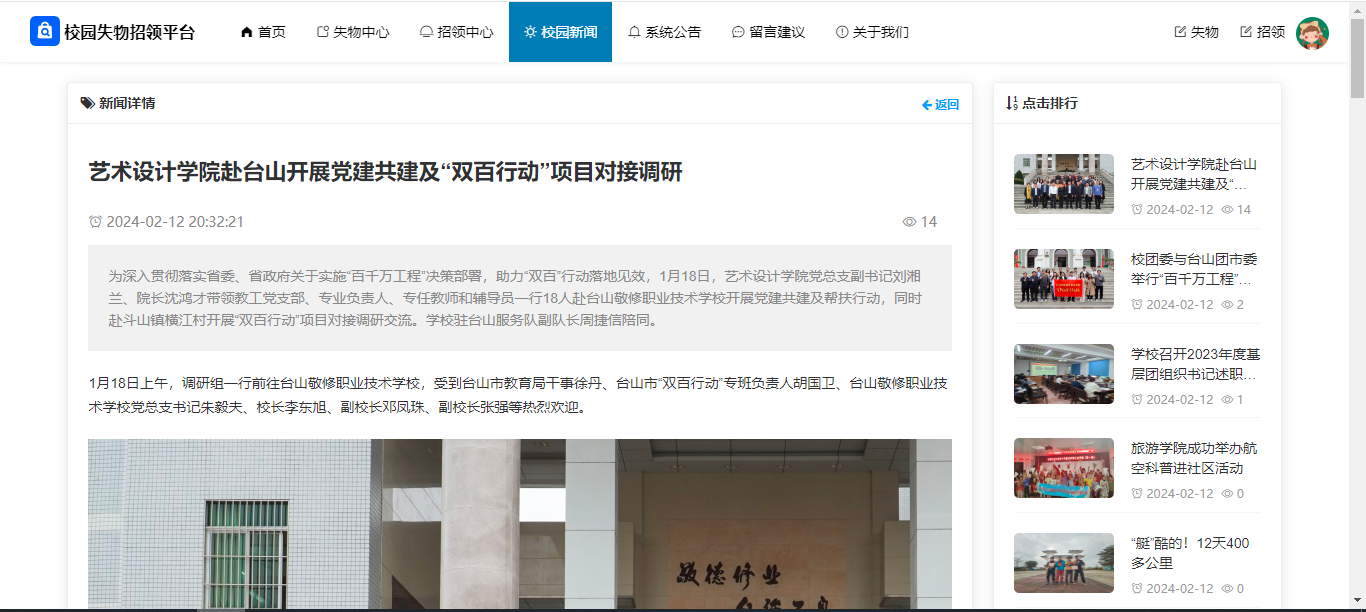 校园失物招领平台
首页
失物中心
招领中心
校园新闻
系统公告
留言建议
关于我们
失物
招领
新闻详情
返回
艺术设计学院赴台山开展党建共建及“双百行动”项目对接调研
2024-02-12 20:32:21
14
为深入贯彻落实省委、省政府关于实施“百千万工程”决策部署，助力“双百”行动落地见效，1月18日，艺术设计学院党总支副书记刘湘
兰、院长沈鸿才带领教工党支部、专业负责人、专任教师和辅导员一行18人赴台山敬修职业技术学校开展党建共建及帮扶行动，同时
赴斗山镇横江村开展“双百行动”项目对接调研交流。学校驻台山服务队副队长周捷信陪同。
1月18日上午，调研组一行前往台山敬修职业技术学校，受到台山市教育局干事徐丹、台山市“双百行动”专班负责人胡国卫、台山敬修职业技
术学校党总支书记朱毅夫、校长李东旭、副校长邓凤珠、副校长张强等热烈欢迎。
敬德修业
点击排行
艺术设计学院赴台山
开展党建共建及“...
2024-02-12 14
校团委与台山团市委
举行“百千万工程”...
2024-02-12 2
学校召开2023年度基
层团组织书记述职...
2024-02-12 1
旅游学院成功举办航
空科普进社区活动
2024-02-12 0
“艇”酷的！12天400
多公里
2024-02-12 0